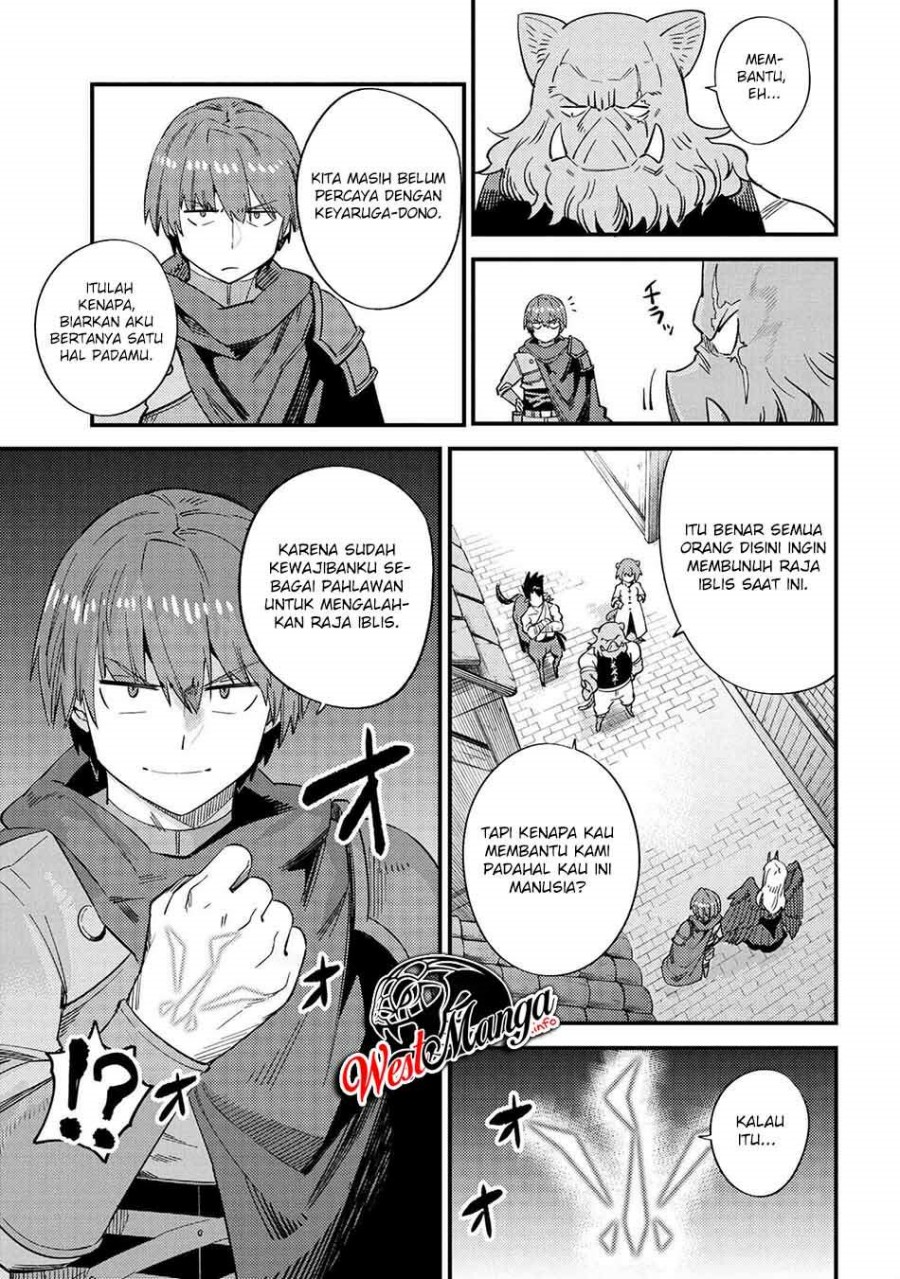 MEM-
BANTU,
EH...
KITA MASIH BELUM
PERCAYA DENGAN
KEYARUGA-DONO.
ITULAH
KENAPA,
BIARKAN AKU
BERTANYA SATU
HAL PADAMU.
チラッ
ITU BENAR SEMUA
ORANG DISINI INGIN
MEMBUNUH RAJA
IBLIS SAAT INI.
TAPI KENAPA KAU
MEMBANTU KAMI
PADAHAL KAU INI
MANUSIA?
KALAU
ITU...
オ
オ
KARENA SUDAH
KEWAJIBANKU SE-
BAGAI PAHLAWAN
UNTUK MENGALAH-
KAN RAJA IBLIS.
オ
オ
オ
!?
WestManga.info